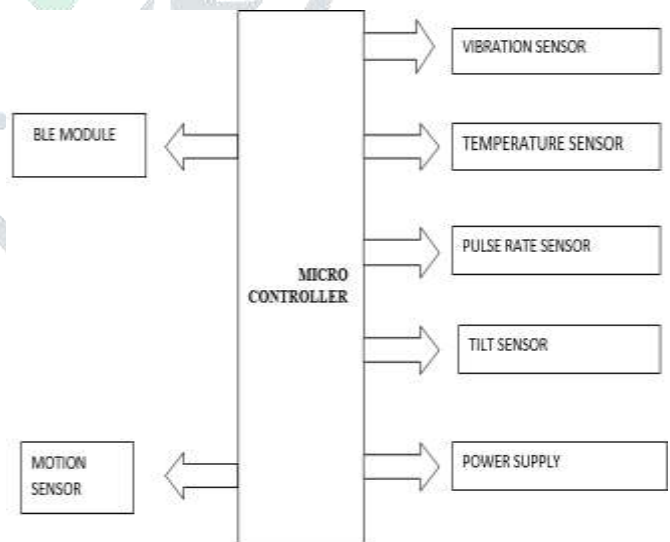 VIBRATION SENSOR
BLE MODULE
TEMPERATURE SENSOR
PULSE RATE SENSOR
MICRO
CONTROLLER
TILT SENSOR
MOTION
SENSOR
POWER SUPPLY